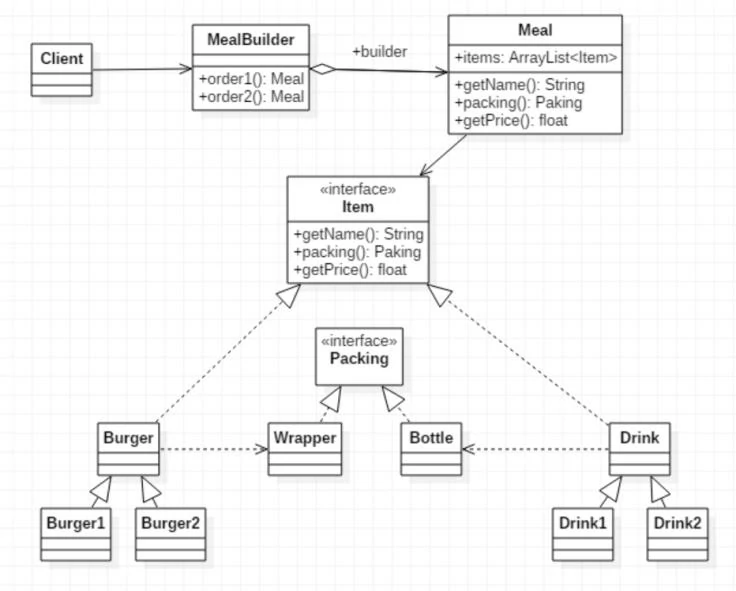 Client
MealBuilder
+order1(): Meal
+order2(): Meal
+builder
Meal
+items: ArrayList<Item>
+getName(): String
+packing(): Paking
+getPrice(): float
«interface»
Item
+getName(): String
+packing(): Paking
+getPrice(): float
«interface»
Packing
Burger
Wrapper
Bottle
Drink
Burger1
Burger2
Drink1
Drink2